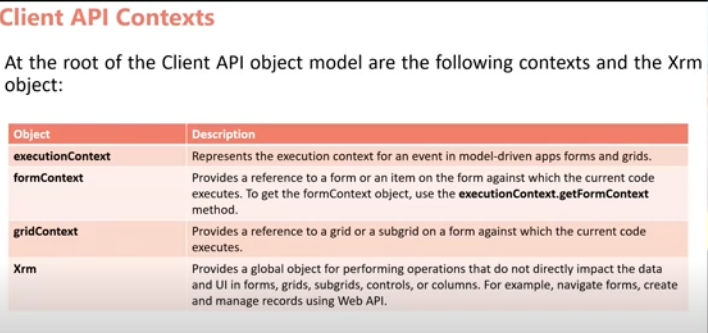 Client API Contexts
At the root of the Client API object model are the following contexts and the Xrm
object:
Object Description
executionContext Represents the execution context for an event in model-driven apps forms and grids.
formContext Provides a reference to a form or an item on the form against which the current code
executes. To get the formContext object, use the executionContext.getFormContext
method.
gridContext Provides a reference to a grid or a subgrid on a form against which the current code
executes.
Xrm Provides a global object for performing operations that do not directly impact the data
and UI in forms, grids, subgrids, controls, or columns. For example, navigate forms, create
and manage records using Web API.